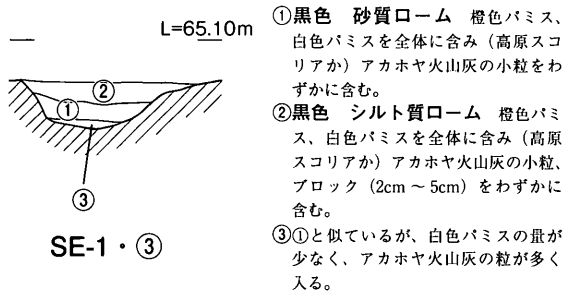 L=65.10m
②
①
③
SE-1・③
①黒色　砂質ローム　橙色パミス、
白色パミスを全体に含み（高原スコ
リアか）アカホヤ火山灰の小粒をわ
ずかに含む。
②黒色　シルト質ローム　橙色パミ
ス、白色パミスを全体に含み（高原
スコリアか）アカホヤ火山灰の小粒、
ブロック（2cm～5cm）をわずかに
含む。
③①と似ているが、白色パミスの量が
少なく、アカホヤ火山灰の粒が多く
入る。